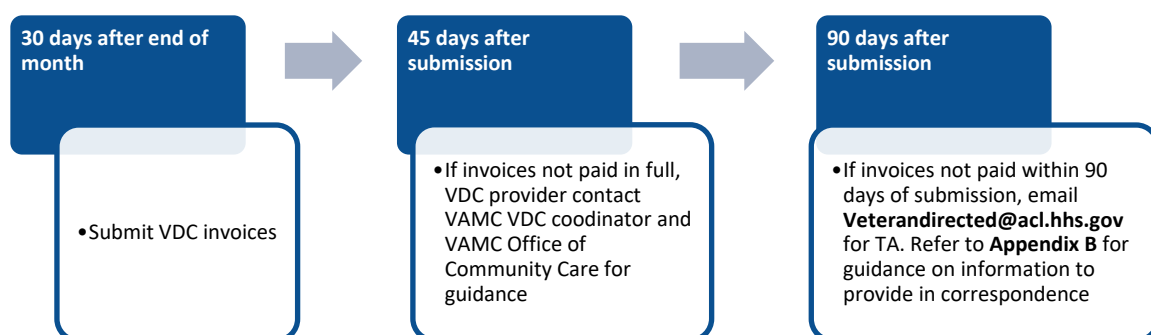 30 days after end of
month
•Submit VDC invoices
45 days after
submission
•If invoices not paid in full,
VDC provider contact
VAMC VDC coodinator and
VAMC Office of
Community Care for
guidance
90 days after
submission
•If invoices not paid within 90
days of submission, email
Veterandirected@acl.hhs.gov
for TA. Refer to Appendix B for
guidance on information to
provide in correspondence